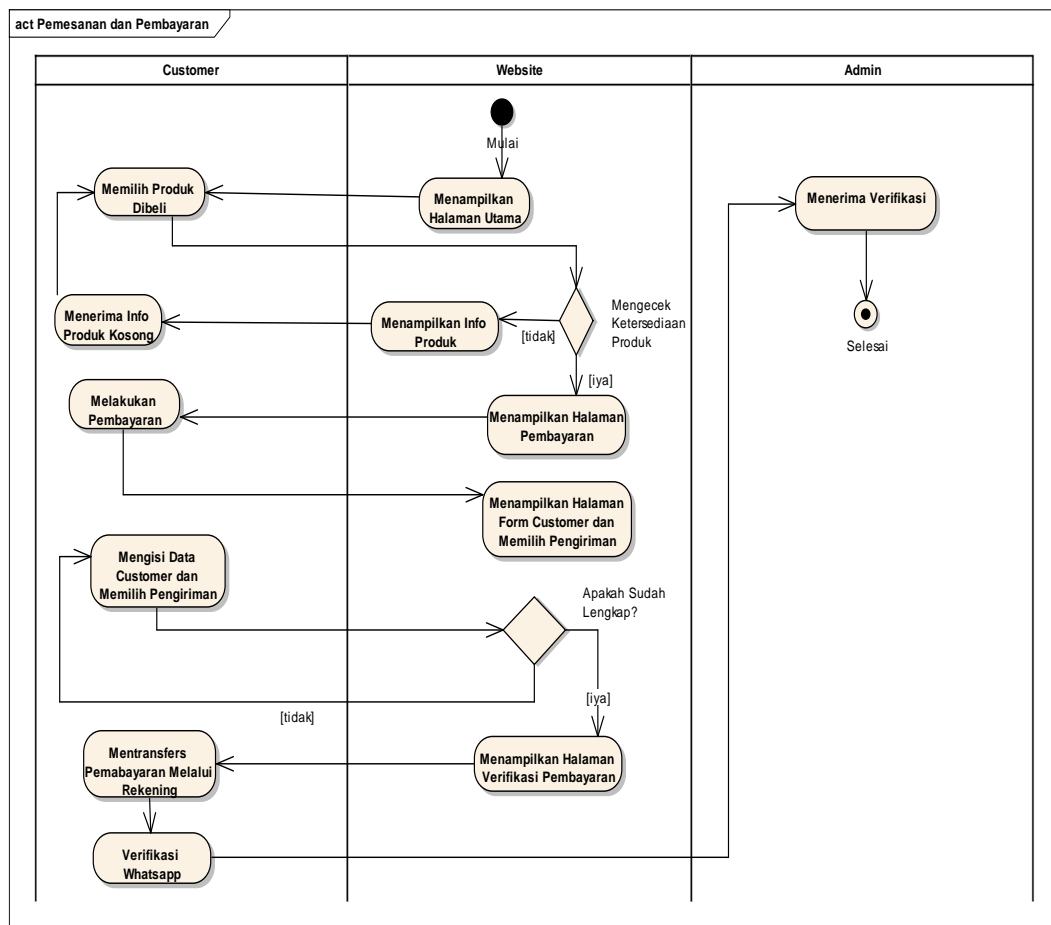 act Pemesanan dan Pembayaran
Customer
Website
Admin
Mulai
Memilih Produk
Dibeli
Menampilkan
Halaman Utama
Menerima Verifikasi
Mengecek
Ketersediaan
Produk
Menerima Info
Produk Kosong
Menampilkan Info
Produk
[tidak]
Selesai
[iya]
Melakukan
Pembayaran
Menampilkan Halaman
Pembayaran
Menampilkan Halaman
Form Customer dan
Memilih Pengiriman
Mengisi Data
Customer dan
Memilih Pengiriman
Apakah Sudah
Lengkap?
[iya]
[tidak]
Mentransfers
Pemabayaran Melalui
Rekening
Menampilkan Halaman
Verifikasi Pembayaran
Verifikasi
Whatsapp